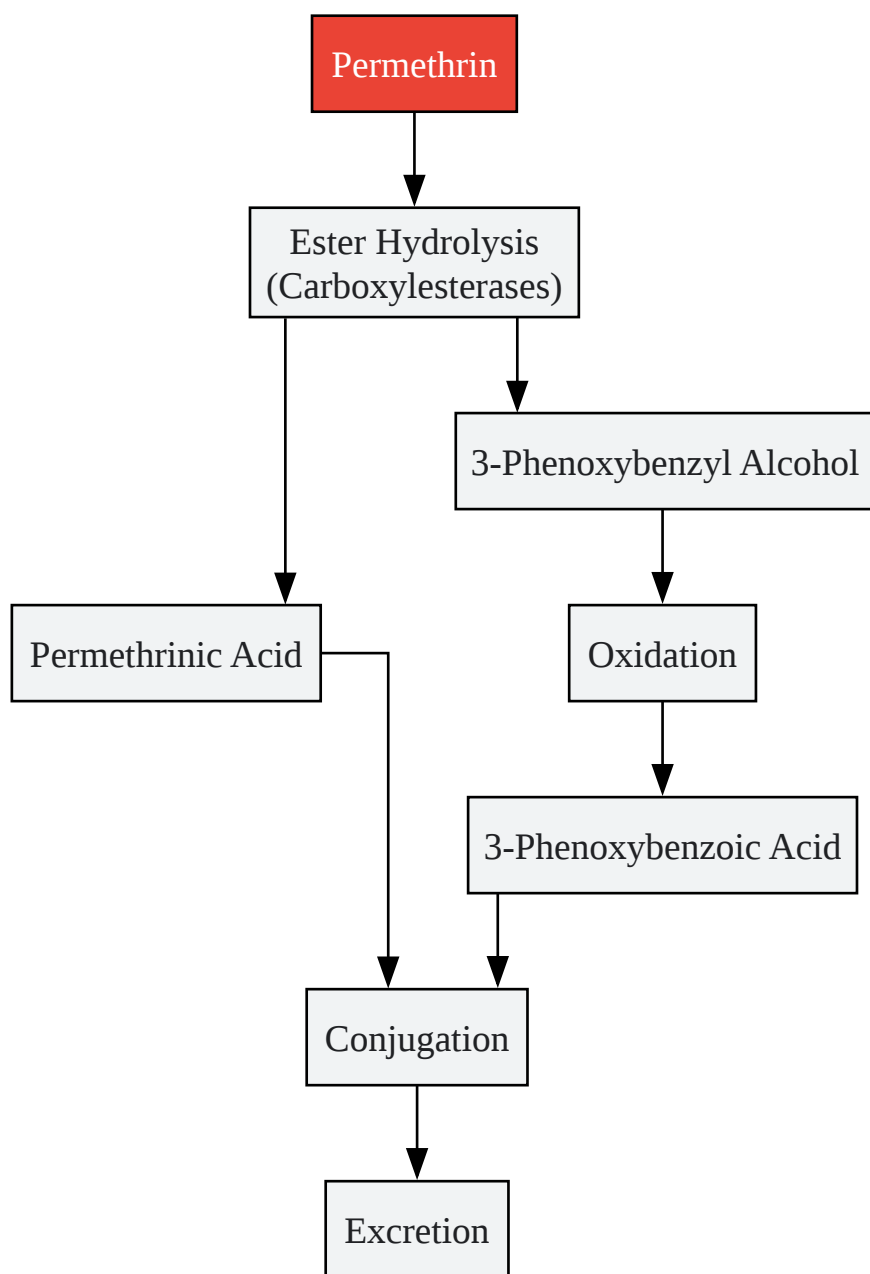 Permethrin
Ester Hydrolysis
(Carboxylesterases)
3-Phenoxybenzyl Alcohol
Permethrinic Acid
Oxidation
3-Phenoxybenzoic Acid
Conjugation
Excretion